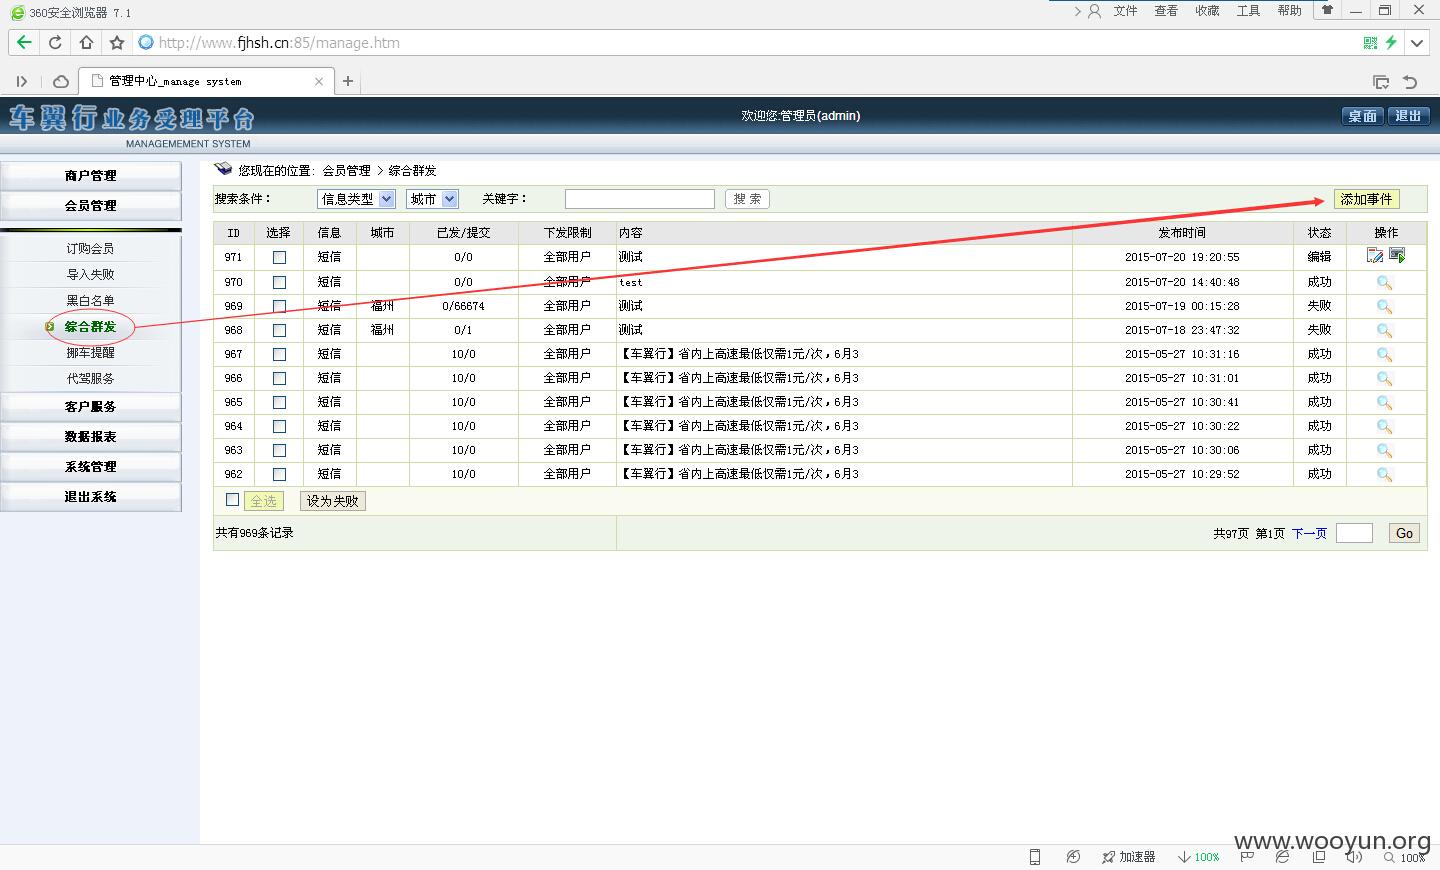 360安全浏览器 7.1
文件 查看 收藏 工具 帮助
http://www.fjhsh.cn:85/manage.htm
管理中心_manage system
车翼行业务受理平台
欢迎您:管理员(admin)
桌面 退出
MANAGEMEMENT SYSTEM
商户管理
会员管理
订购会员
导入失败
黑白名单
综合群发
挪车提醒
代驾服务
客户服务
数据报表
系统管理
退出系统
您现在的位置: 会员管理 > 综合群发
搜索条件: 信息类型 城市 关键字: 搜 索 添加事件
ID 选择 信息 城市 已发/提交 下发限制 内容 发布时间 状态 操作
971 短信 0/0 全部用户 测试 2015-07-20 19:20:55 编辑
970 短信 0/0 全部用户 test 2015-07-20 14:40:48 成功
969 短信 福州 0/66674 全部用户 测试 2015-07-19 00:15:28 失败
968 短信 福州 0/1 全部用户 测试 2015-07-18 23:47:32 失败
967 短信 10/0 全部用户 【车翼行】省内上高速最低仅需1元/次，6月3 2015-05-27 10:31:16 成功
966 短信 10/0 全部用户 【车翼行】省内上高速最低仅需1元/次，6月3 2015-05-27 10:31:01 成功
965 短信 10/0 全部用户 【车翼行】省内上高速最低仅需1元/次，6月3 2015-05-27 10:30:41 成功
964 短信 10/0 全部用户 【车翼行】省内上高速最低仅需1元/次，6月3 2015-05-27 10:30:22 成功
963 短信 10/0 全部用户 【车翼行】省内上高速最低仅需1元/次，6月3 2015-05-27 10:30:06 成功
962 短信 10/0 全部用户 【车翼行】省内上高速最低仅需1元/次，6月3 2015-05-27 10:29:52 成功
全选 设为失败
共有969条记录 共97页 第1页 下一页 Go
www.wooyun.org
加速器 100% 100%